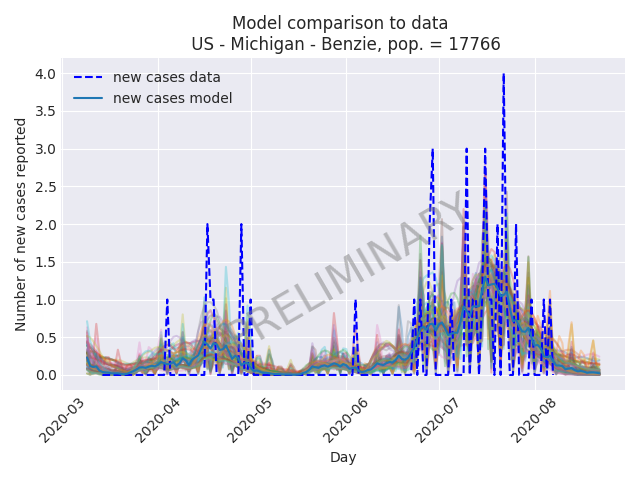 Model comparison to data
US - Michigan - Benzie, pop. = 17766
new cases data
new cases model
PRELIMINARY
Number of new cases reported
4.0
3.5
3.0
2.5
2.0
1.5
1.0
0.5
0.0
2020-03
2020-04
2020-05
2020-06
2020-07
2020-08
Day